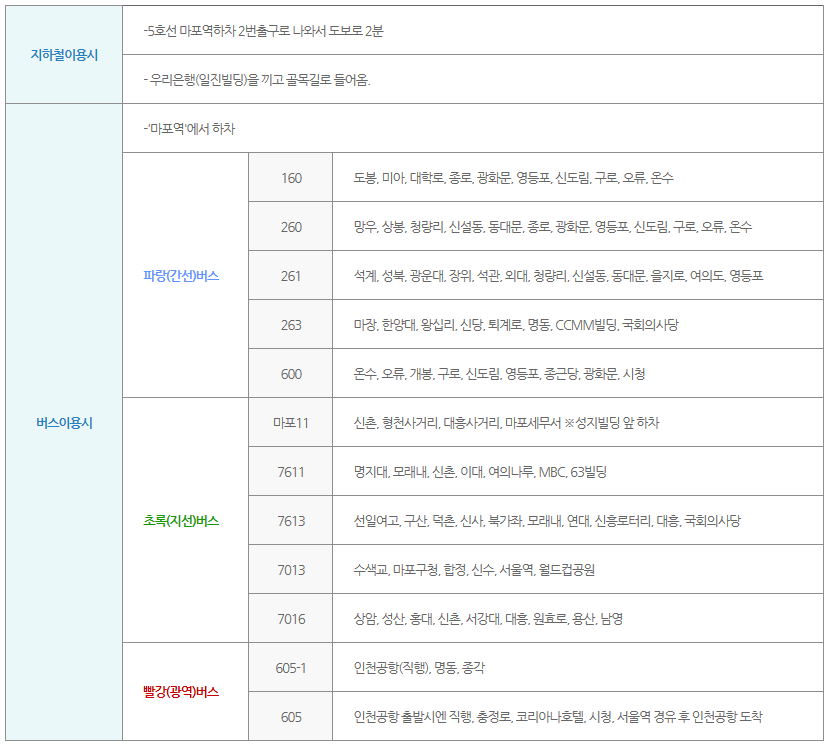 지하철이용시
-5호선 마포역하차 2번출구로 나와서 도보로 2분
- 우리은행(일진빌딩)을 끼고 골목길로 들어옴.
버스이용시
-'마포역'에서 하차
파랑(간선)버스
160
도봉, 미아, 대학로, 종로, 광화문, 영등포, 신도림, 구로, 오류, 온수
260
망우, 상봉, 청량리, 신설동, 동대문, 종로, 광화문, 영등포, 신도림, 구로, 오류, 온수
261
석계, 성북, 광운대, 장위, 석관, 외대, 청량리, 신설동, 동대문, 을지로, 여의도, 영등포
263
마장, 한양대, 왕십리, 신당, 퇴계로, 명동, CCMM빌딩, 국회의사당
600
온수, 오류, 개봉, 구로, 신도림, 영등포, 종근당, 광화문, 시청
초록(지선)버스
마포11
신촌, 형천사거리, 대흥사거리, 마포세무서 ※성지빌딩 앞 하차
7611
명지대, 모래내, 신촌, 이대, 여의나루, MBC, 63빌딩
7613
선일여고, 구산, 덕촌, 신사, 북가좌, 모래내, 연대, 신흥로터리, 대흥, 국회의사당
7013
수색교, 마포구청, 합정, 신수, 서울역, 월드컵공원
7016
상암, 성산, 홍대, 신촌, 서강대, 대흥, 원효로, 용산, 남영
빨강(광역)버스
605-1
인천공항(직행), 명동, 종각
605
인천공항 출발시엔 직행, 충정로, 코리아나호텔, 시청, 서울역 경유 후 인천공항 도착